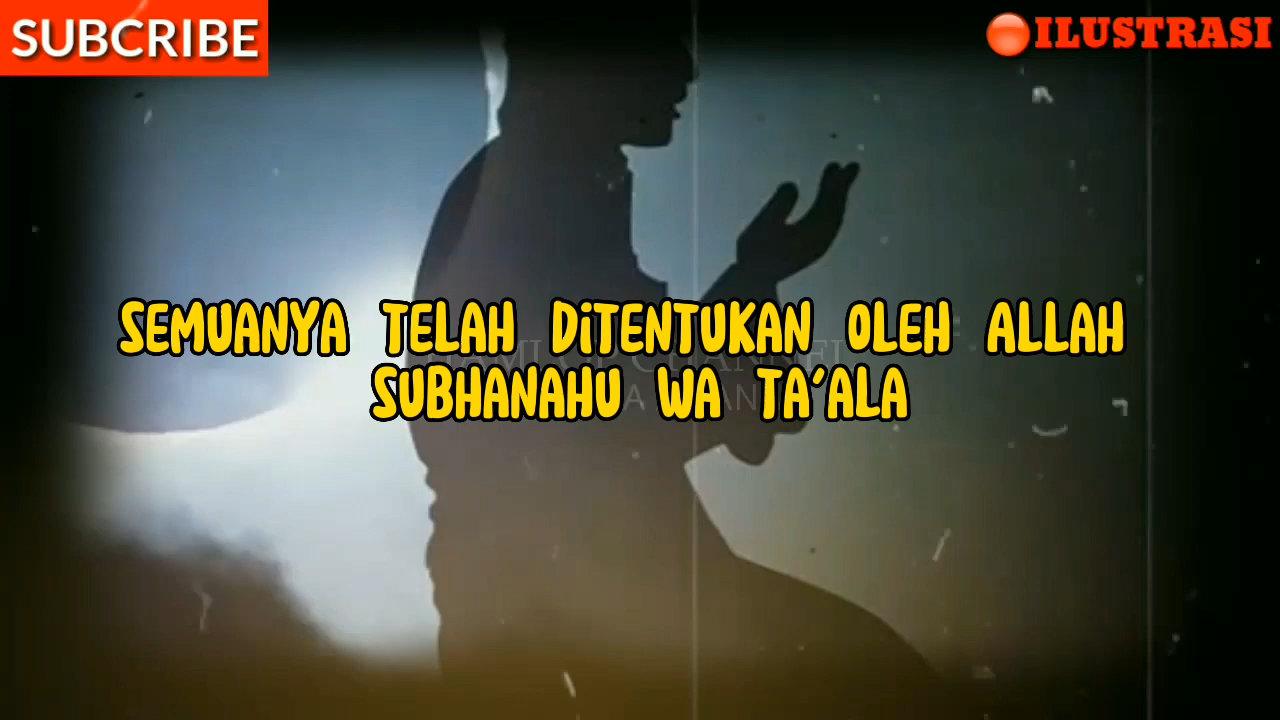 SUBCRIBE
ILUSTRASI
SEMUANYA TELAH DITENTUKAN OLEH ALLAH
SUBHANAHU WA TA'ALA